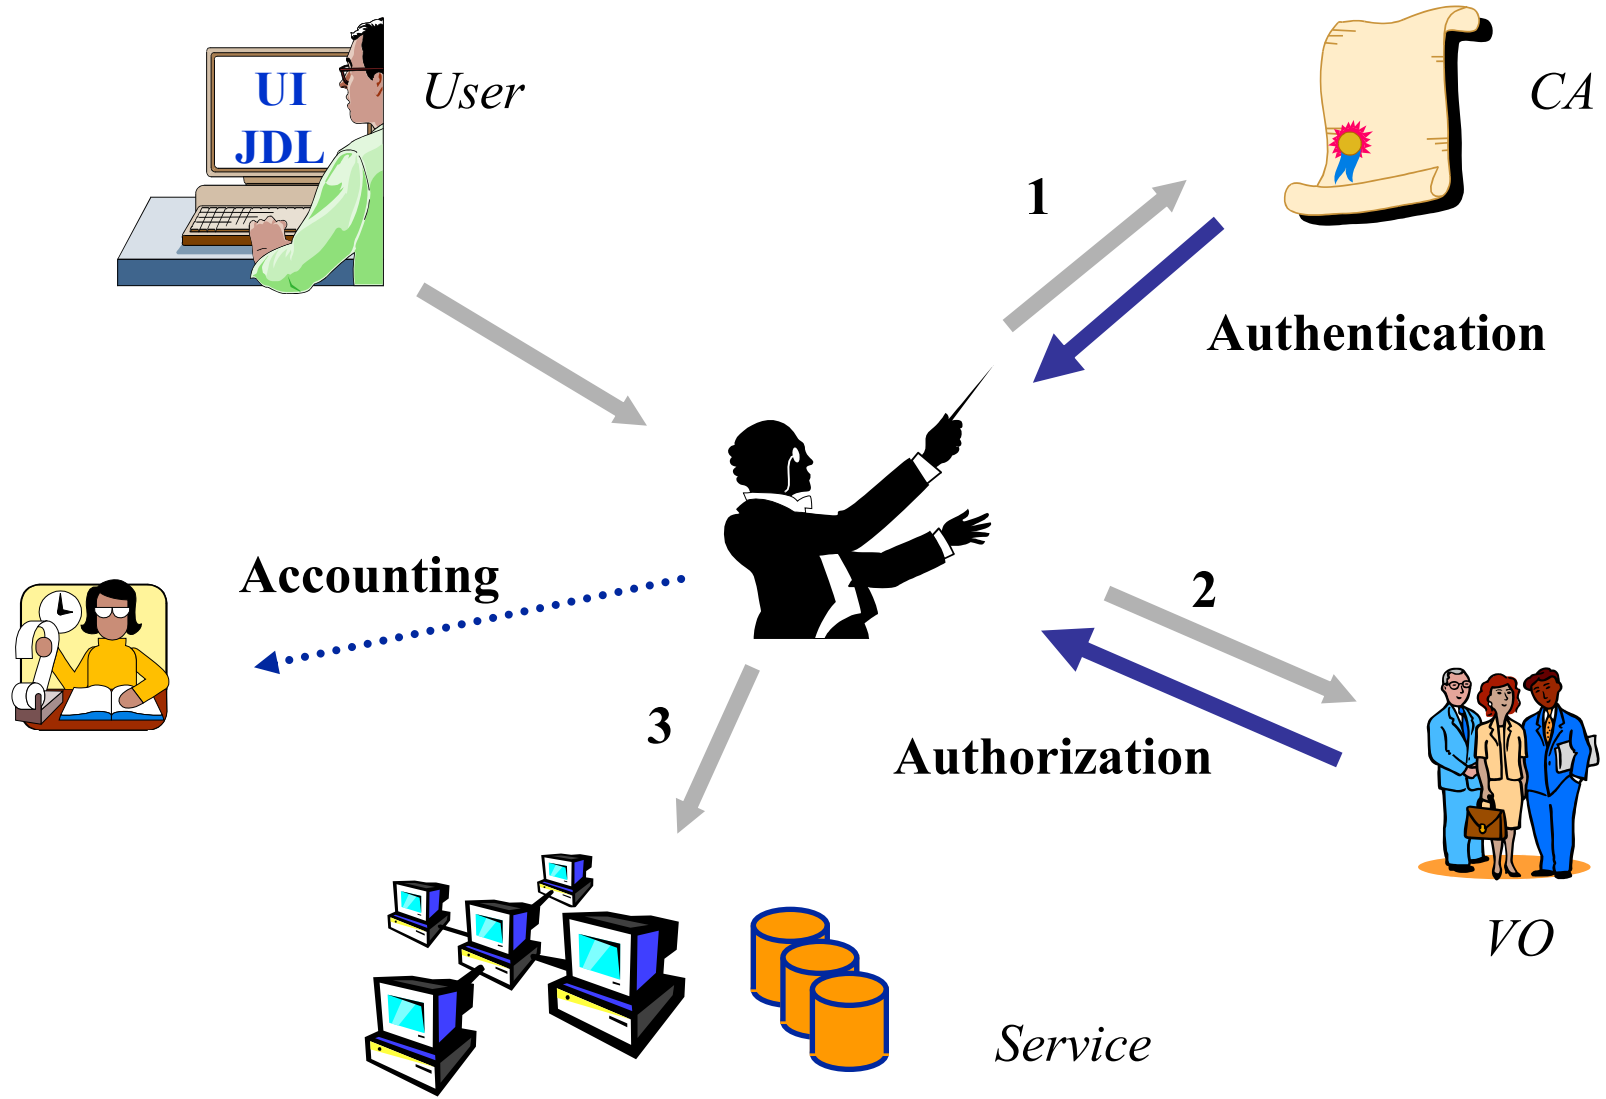 UI
JDL
User
CA
1
Authentication
Accounting
2
3
Authorization
VO
Service